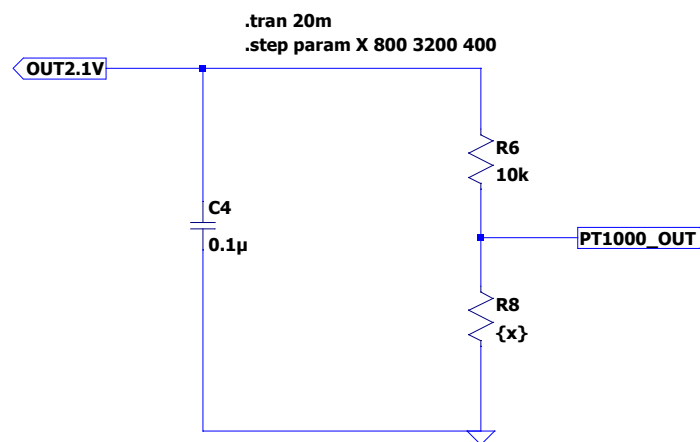 .tran 20m
.step param X 800 3200 400
OUT2.1V
R6
10k
C4
0.1µ
PT1000_OUT
R8
{x}